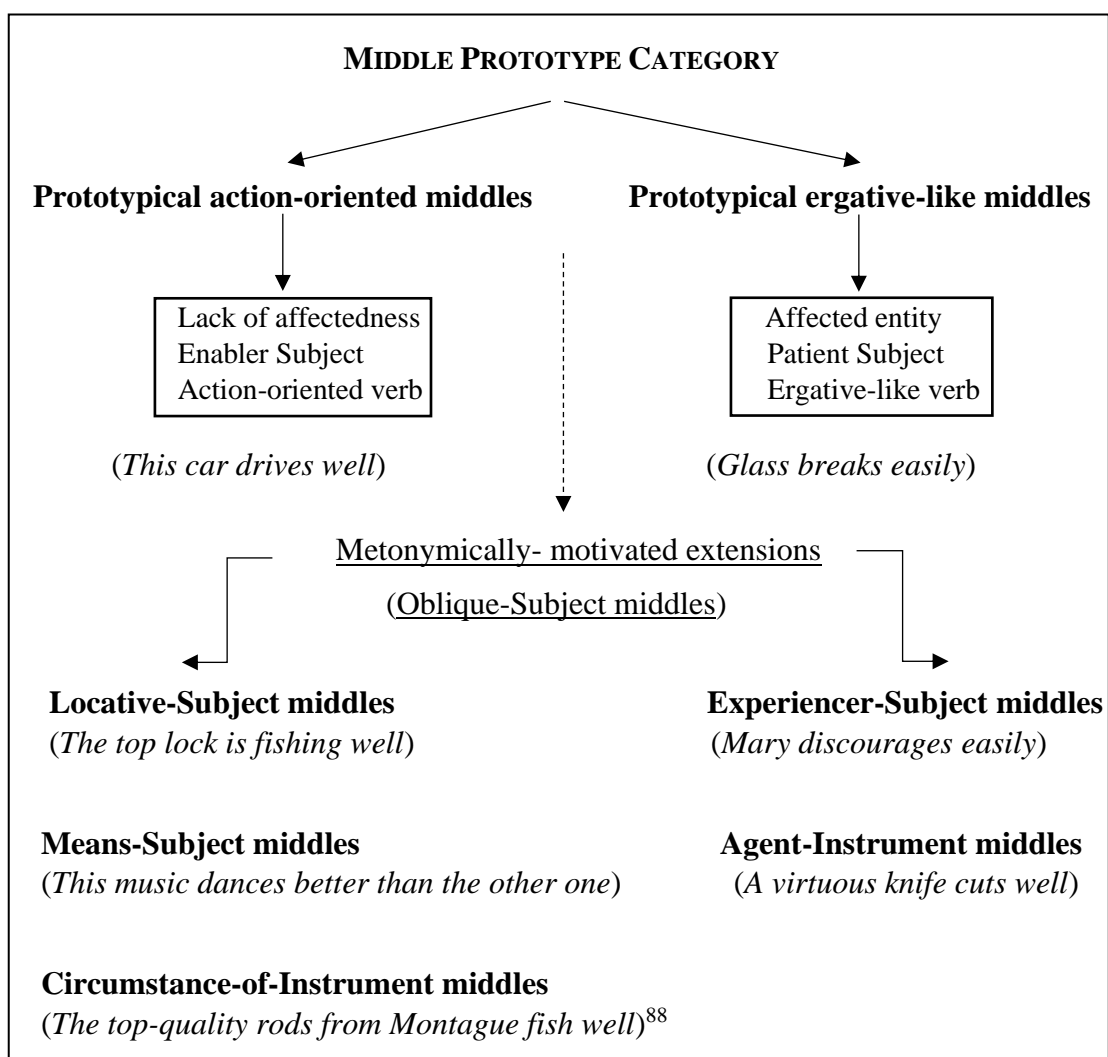 MIDDLE PROTOTYPE CATEGORY
Prototypical action-oriented middles
Prototypical ergative-like middles
Lack of affectedness
Enabler Subject
Action-oriented verb
Affected entity
Patient Subject
Ergative-like verb
(This car drives well)
(Glass breaks easily)
Metonymically- motivated extensions
(Oblique-Subject middles)
Locative-Subject middles
(The top lock is fishing well)
Experiencer-Subject middles
(Mary discourages easily)
Means-Subject middles
(This music dances better than the other one)
Agent-Instrument middles
(A virtuous knife cuts well)
Circumstance-of-Instrument middles
(The top-quality rods from Montague fish well)88